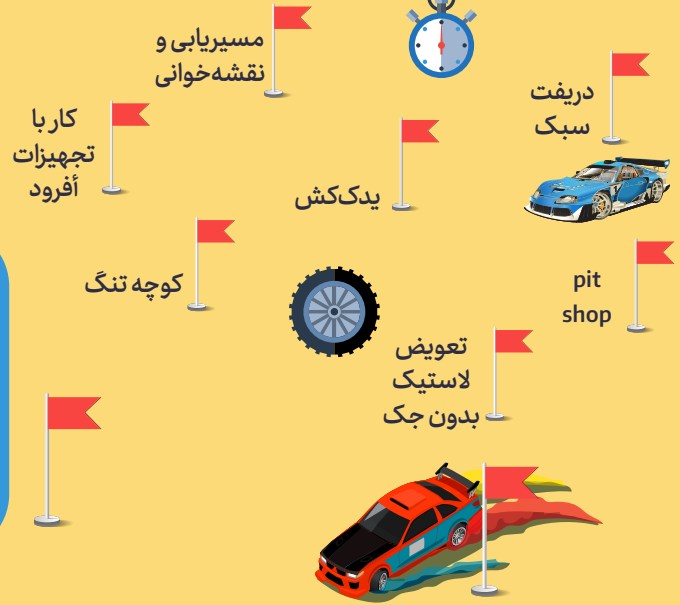 مسیریابی و
نقشه‌خوانی
دریفت
سبک
کار با
تجهیزات
أفرود
یدک‌کش
کوچه تنگ
pit
shop
تعویض
لاستیک
بدون جک